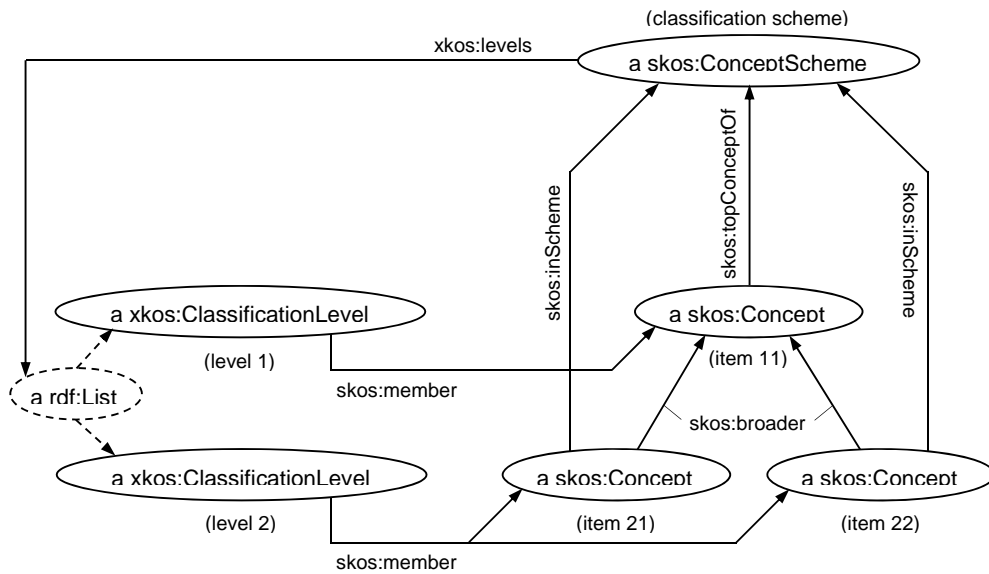 (classification scheme)
xkos:levels
a skos:ConceptScheme
skos:inScheme
skos:topConceptOf
skos:inScheme
a xkos:ClassificationLevel
a skos:Concept
(level 1)
(item 11)
skos:member
a rdf:List
skos:broader
a xkos:ClassificationLevel
a skos:Concept
a skos:Concept
(level 2)
(item 21)
(item 22)
skos:member